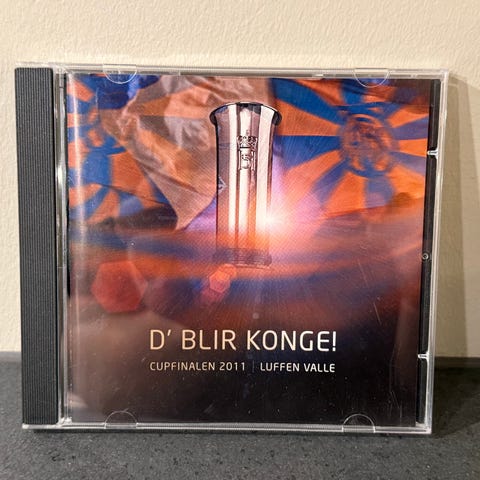 D' BLIR KONGE!
CUPFINALEN 2011 | LUFFEN VALLE